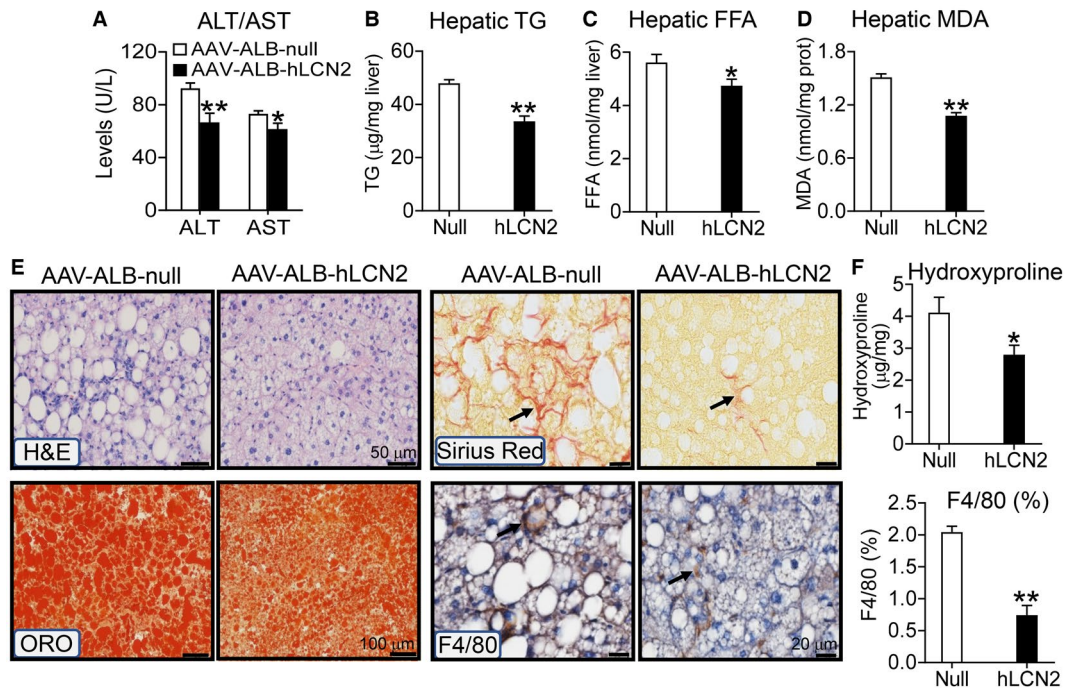 A
ALT/AST
Levels (U/L)
120
80
40
0
AAV-ALB-null
AAV-ALB-hLCN2
**
*
ALT
AST
B
Hepatic TG
TG (μg/mg liver)
60
40
20
0
**
Null
hLCN2
C
Hepatic FFA
FFA (nmol/mg liver)
6
4
2
0
*
Null
hLCN2
D
Hepatic MDA
MDA (nmol/mg prot)
1.8
1.2
0.6
0.0
**
Null
hLCN2
E
AAV-ALB-null
AAV-ALB-hLCN2
AAV-ALB-null
AAV-ALB-hLCN2
H&E
50 μm
Sirius Red
ORO
100 μm
F4/80
20 μm
F
Hydroxyproline
Hydroxyproline
(μg/mg)
5
4
3
2
1
0
*
Null
hLCN2
F4/80 (%)
F4/80 (%)
2.5
2.0
1.5
1.0
0.5
0.0
**
Null
hLCN2